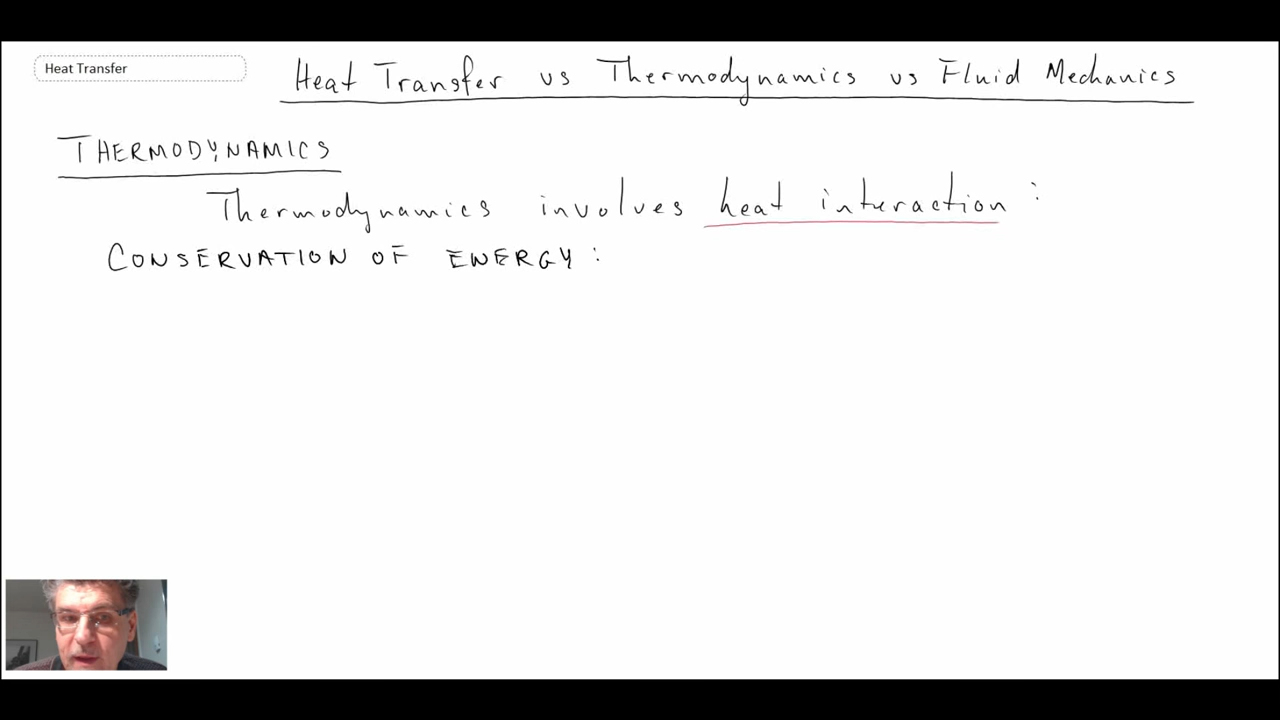 Heat Transfer
Heat Transfer vs Thermodynamics vs Fluid Mechanics
THERMODYNAMICS
Thermodynamics involves heat interaction :
CONSERVATION OF ENERGY :